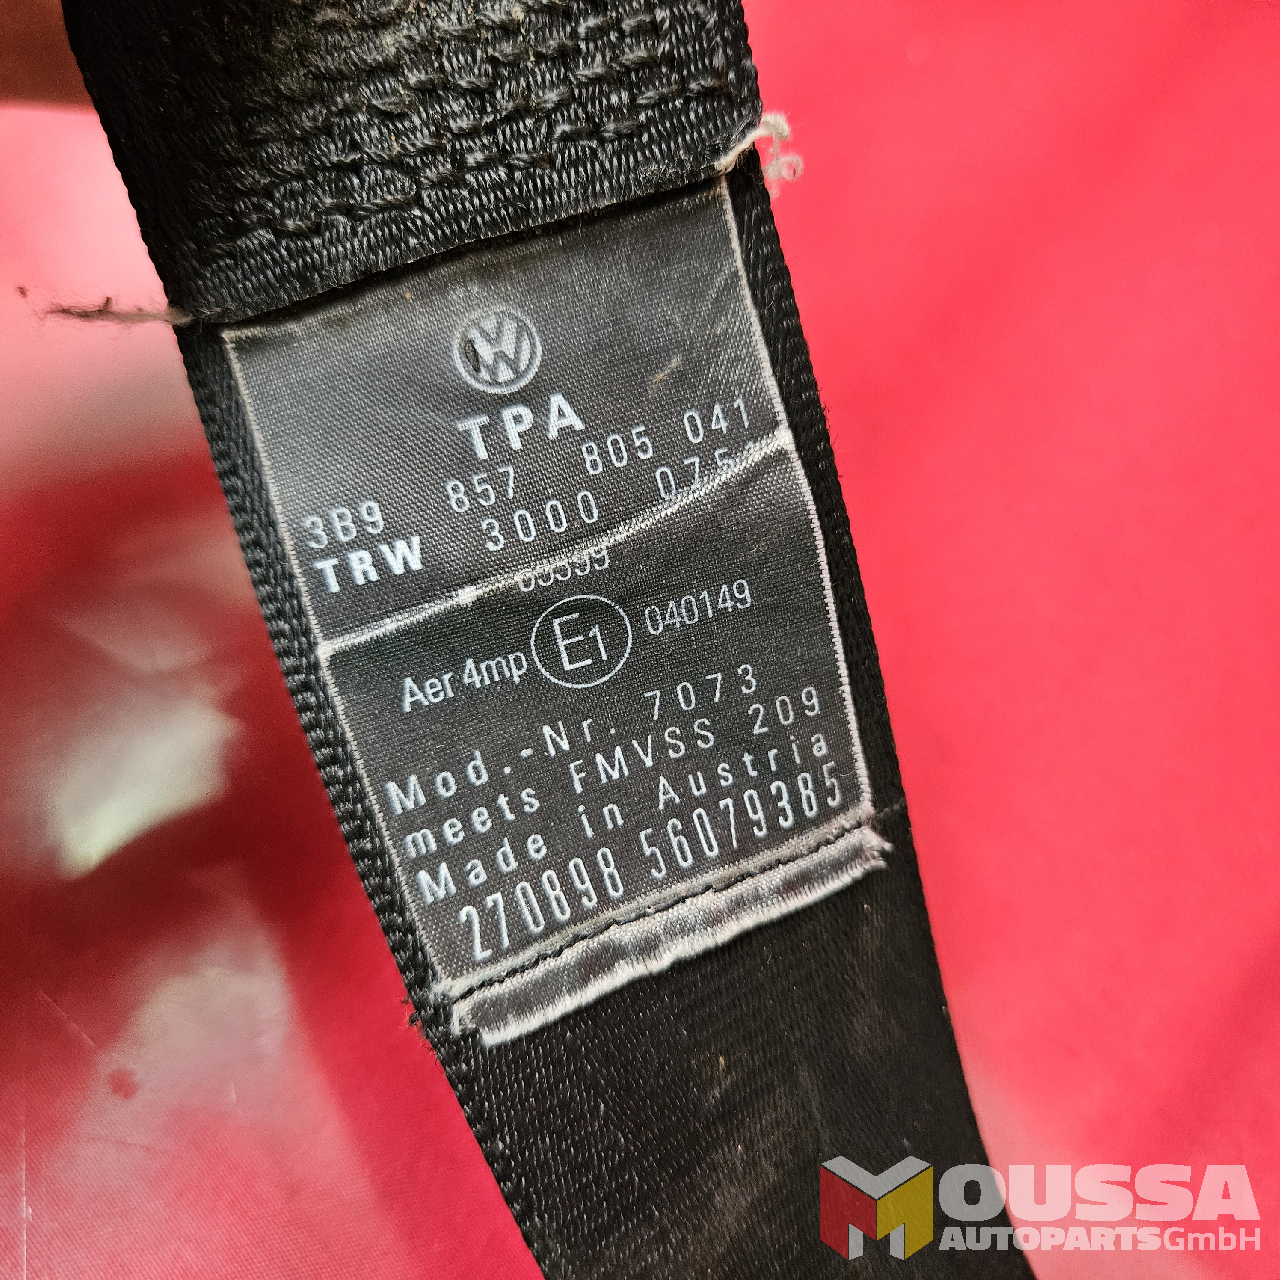 TPA
3B9 857 805 041
TRW 3000 075
Aer 4mp E1 040149
Mod.-Nr. 7073
meets FMVSS 209
Made in Austria
270898 56079385
MOUSSA
AUTOPARTS GmbH